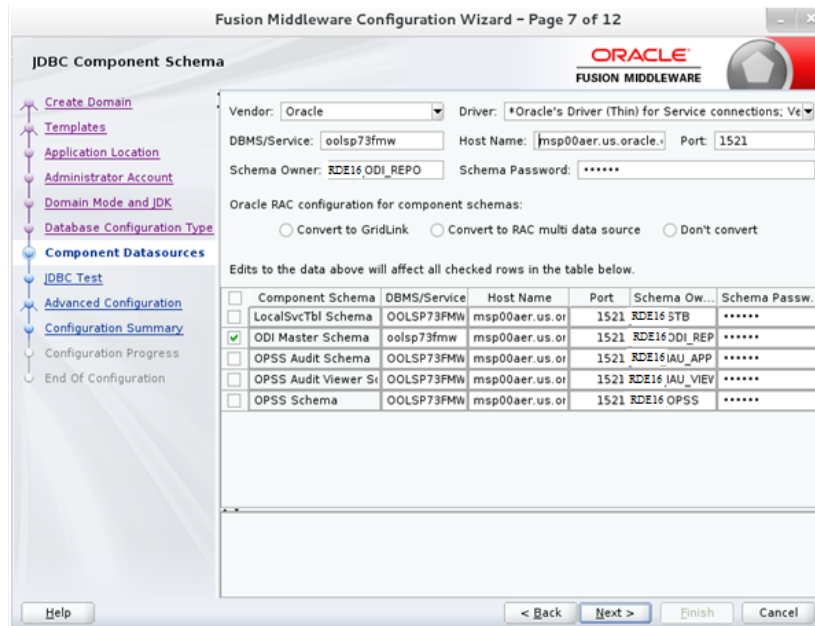 Fusion Middleware Configuration Wizard – Page 7 of 12
JDBC Component Schema
ORACLE
FUSION MIDDLEWARE
Create Domain
Templates
Application Location
Administrator Account
Domain Mode and JDK
Database Configuration Type
Component Datasources
JDBC Test
Advanced Configuration
Configuration Summary
Configuration Progress
End Of Configuration
Vendor: Oracle Driver: *Oracle's Driver (Thin) for Service connections; Ve
DBMS/Service: oolsp73fmw Host Name: msp00aer.us.oracle. Port: 1521
Schema Owner: RDE16_ODI_REPO Schema Password: ••••••
Oracle RAC configuration for component schemas:
Convert to GridLink Convert to RAC multi data source Don't convert
Edits to the data above will affect all checked rows in the table below.
Component Schema DBMS/Service Host Name Port Schema Ow... Schema Passw..
LocalSvcTbl Schema OOLSP73FMW msp00aer.us.or 1521 RDE16 STB ••••••
ODI Master Schema oolsp73fmw msp00aer.us.or 1521 RDE16 ODI_REP ••••••
OPSS Audit Schema OOLSP73FMW msp00aer.us.or 1521 RDE16 IAU_APP ••••••
OPSS Audit Viewer Sc OOLSP73FMW msp00aer.us.or 1521 RDE16 IAU_VIEV ••••••
OPSS Schema OOLSP73FMW msp00aer.us.or 1521 RDE16 OPSS ••••••
Help < Back Next > Finish Cancel